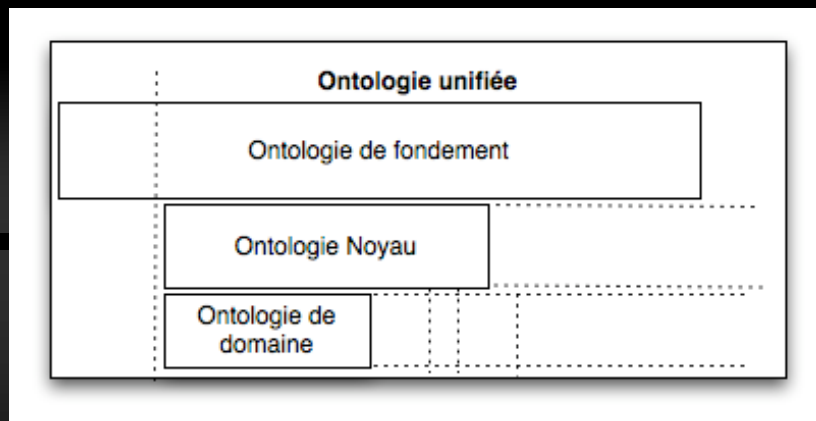 Ontologie unifiée
Ontologie de fondement
Ontologie Noyau
Ontologie de
domaine